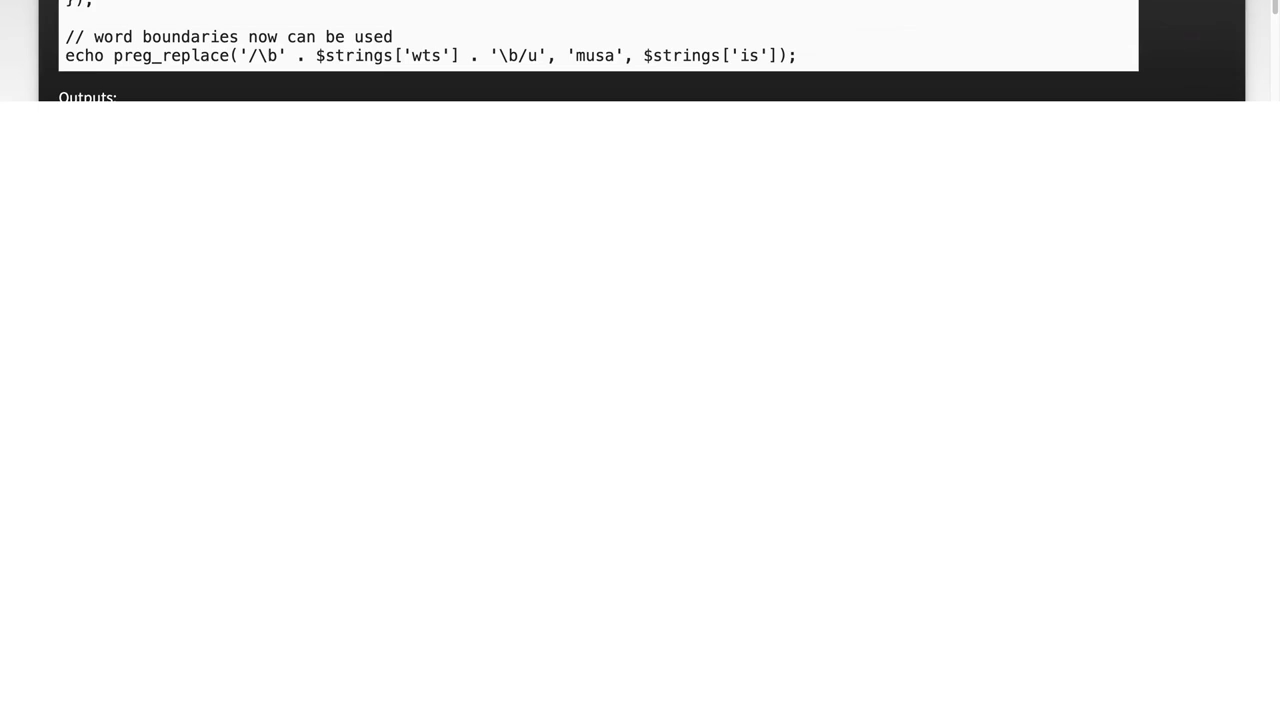 });
// word boundaries now can be used
echo preg_replace('/\b' . $strings['wts'] . '\b/u', 'musa', $strings['is']);
Outputs: